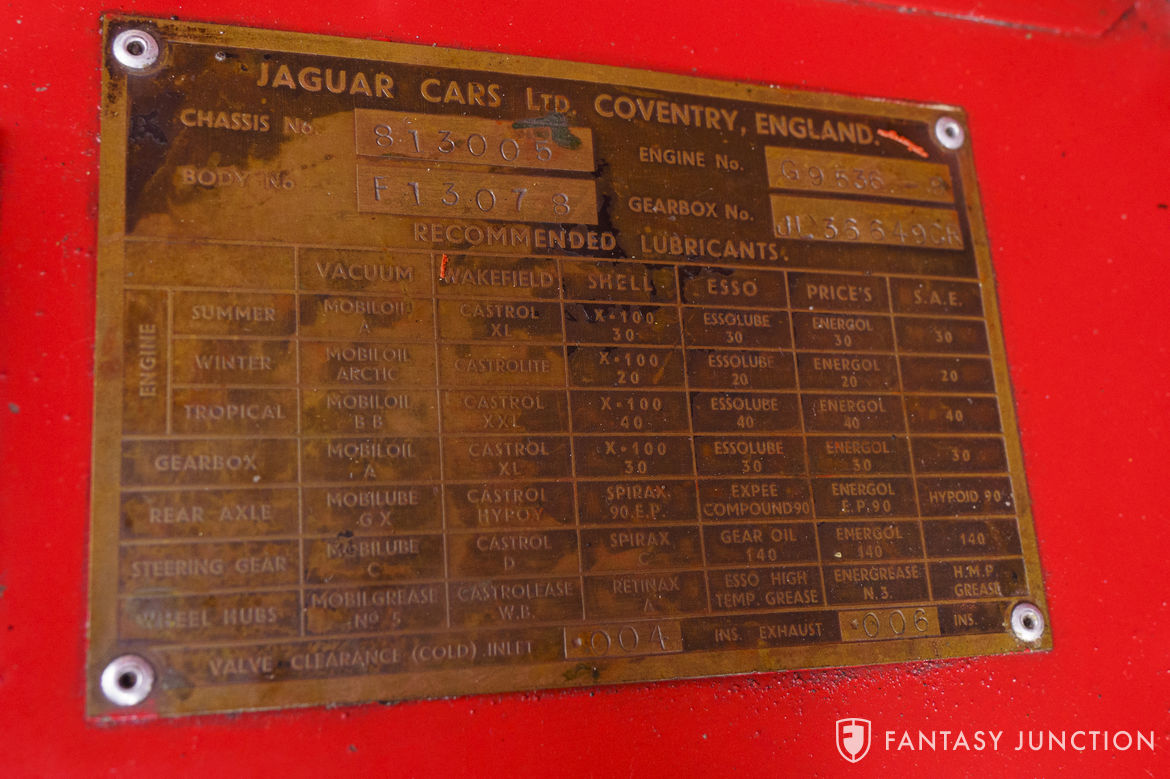 JAGUAR CARS LTD. COVENTRY, ENGLAND.
CHASSIS No. 813005 ENGINE No. G9536-8
BODY No F13078 GEARBOX No. JL36649CR
RECOMMENDED LUBRICANTS.
VACUUM WAKEFIELD SHELL ESSO PRICE'S S.A.E.
ENGINE
SUMMER MOBILOIL A CASTROL XL X-100 30 ESSOLUBE 30 ENERGOL 30 30
WINTER MOBILOIL ARCTIC CASTROLITE X-100 20 ESSOLUBE 20 ENERGOL 20 20
TROPICAL MOBILOIL BB CASTROL XXL X-100 40 ESSOLUBE 40 ENERGOL 40 40
GEARBOX MOBILOIL A CASTROL XL X-100 30 ESSOLUBE 30 ENERGOL 30 30
REAR AXLE MOBILUBE GX CASTROL HYPOY SPIRAX 90.E.P. EXPEE COMPOUND90 ENERGOL E.P.90 HYPOID 90
STEERING GEAR MOBILUBE C CASTROL D SPIRAX C GEAR OIL 140 ENERGOL 140 140
WHEEL HUBS MOBILGREASE No 5 CASTROLEASE W.B. RETINAX A ESSO HIGH TEMP. GREASE ENERGREASE N.3. H.M.P. GREASE
VALVE CLEARANCE (COLD) .INLET .004 INS. EXHAUST .006 INS.
FANTASY JUNCTION